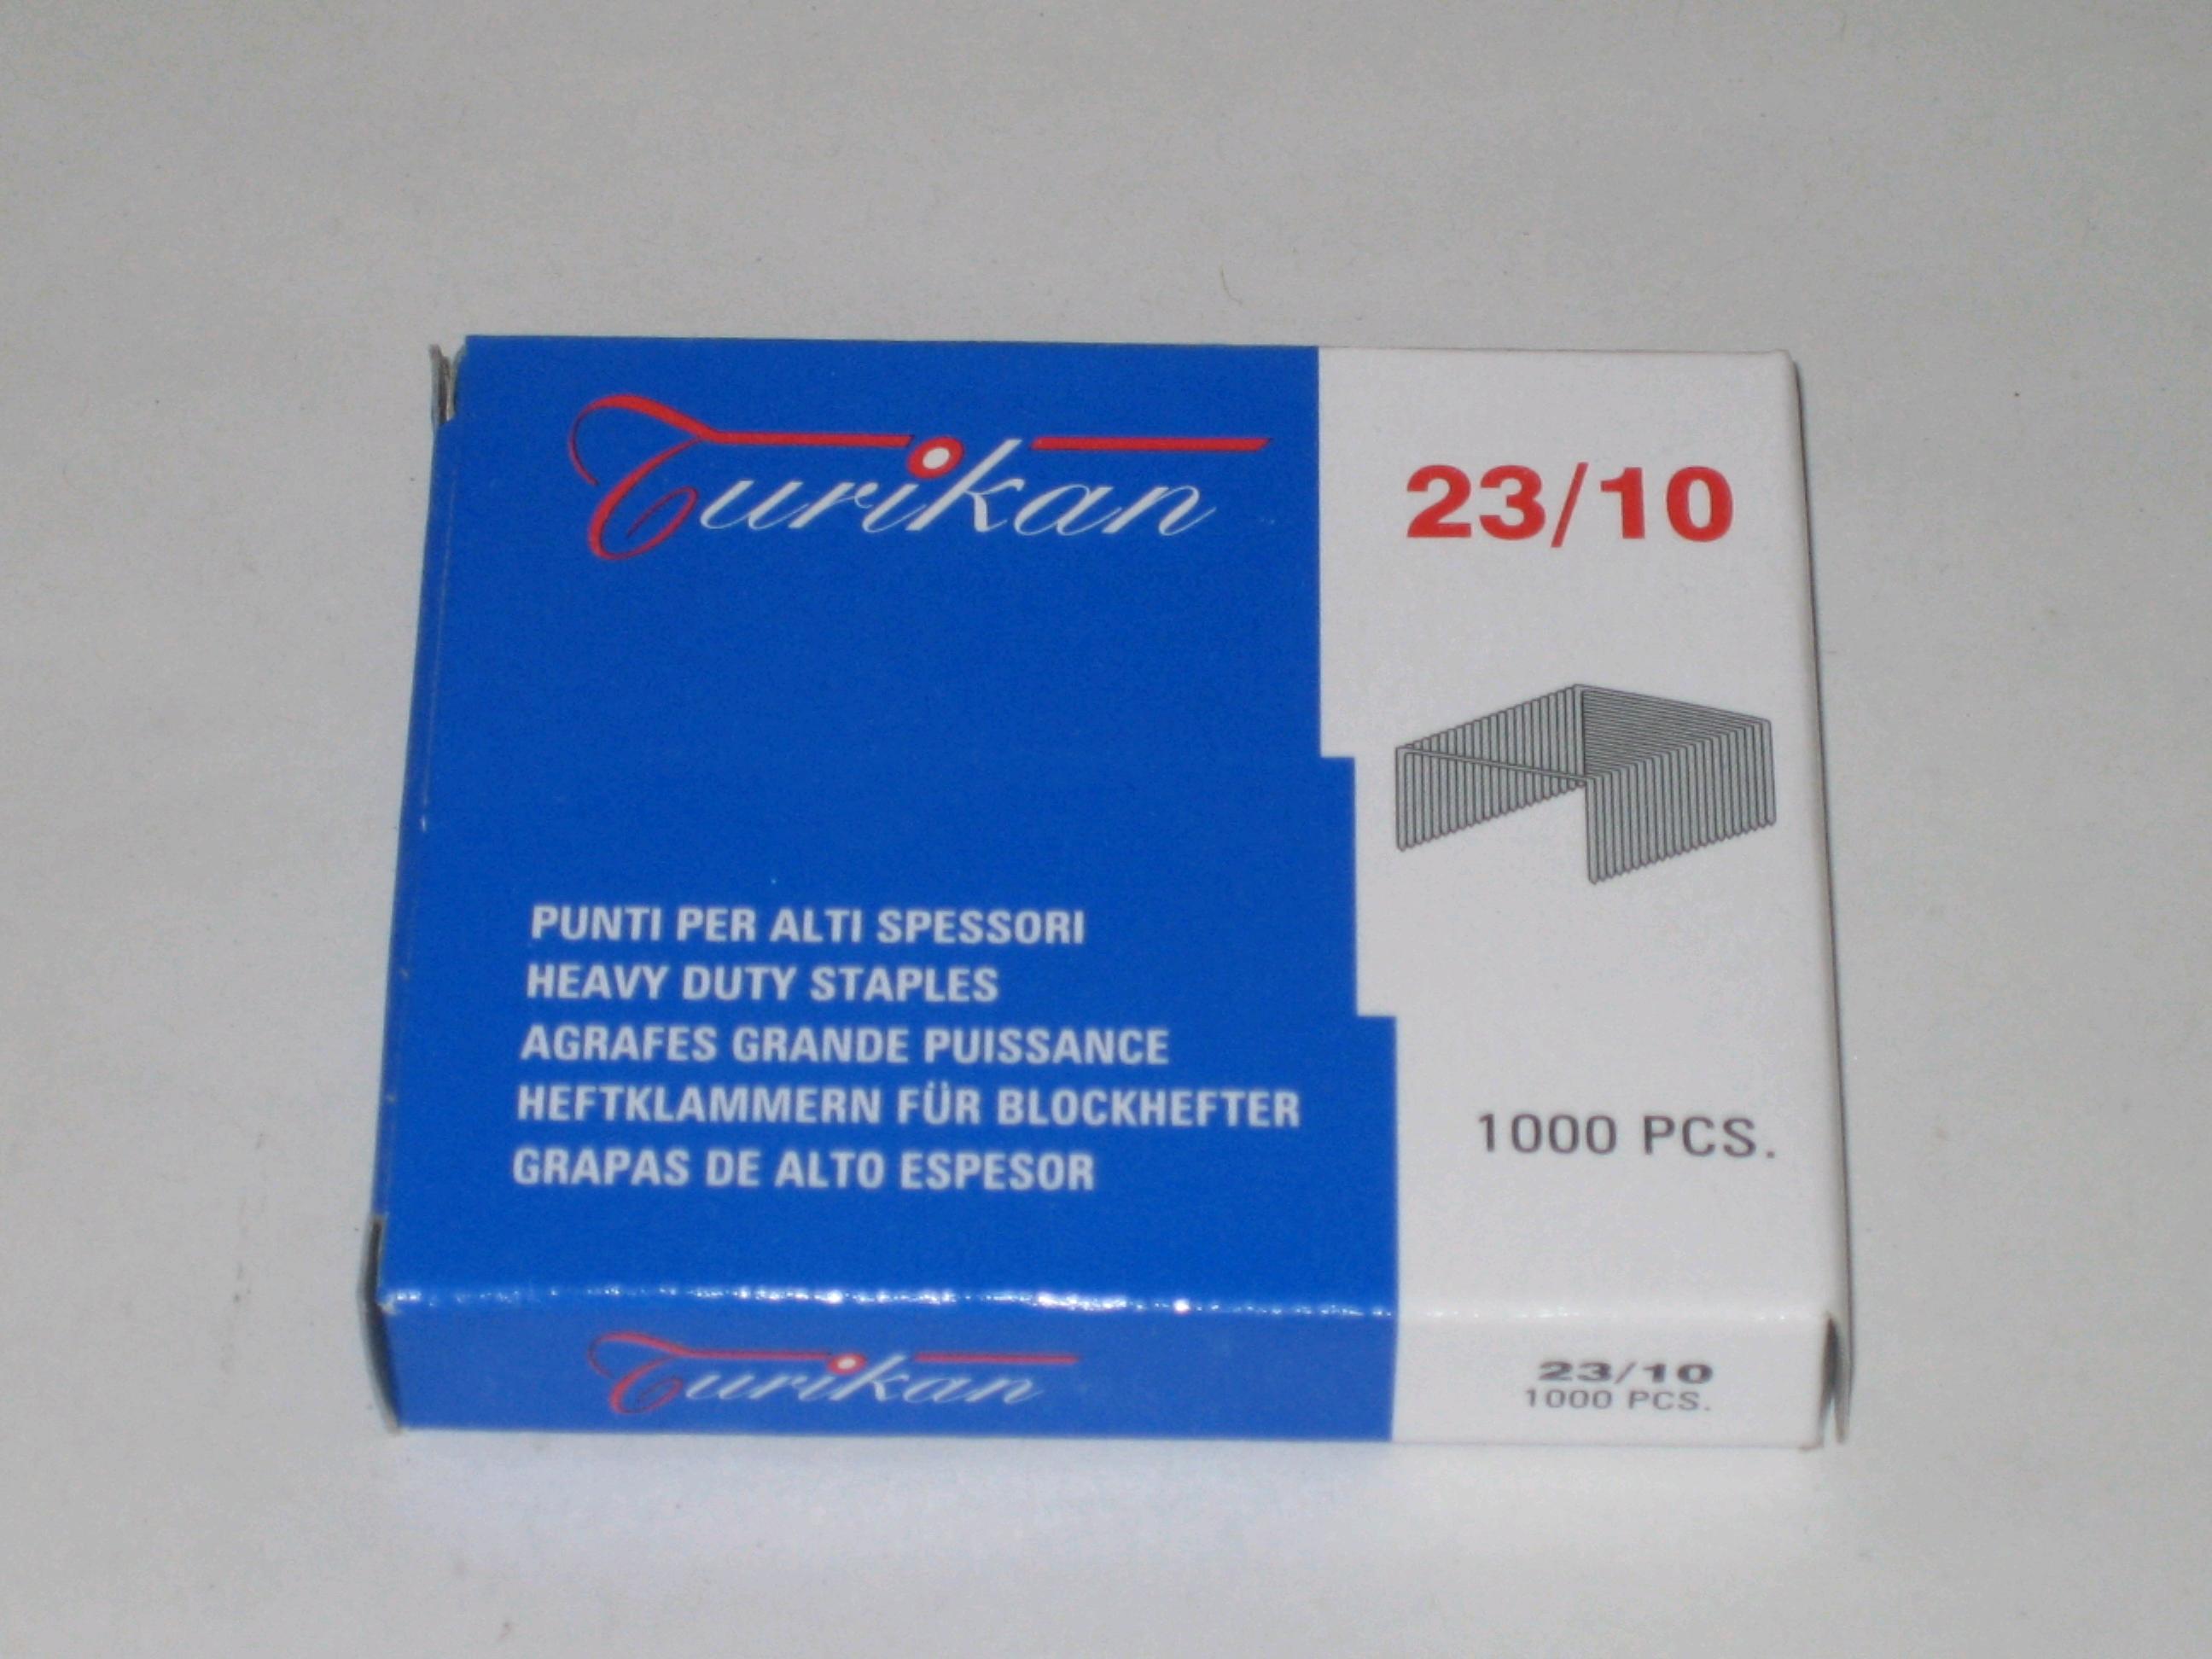 Turikan
23/10
PUNTI PER ALTI SPESSORI
HEAVY DUTY STAPLES
AGRAFES GRANDE PUISSANCE
HEFTKLAMMERN FÜR BLOCKHEFTER
GRAPAS DE ALTO ESPESOR
1000 PCS.
Turikan
23/10
1000 PCS.